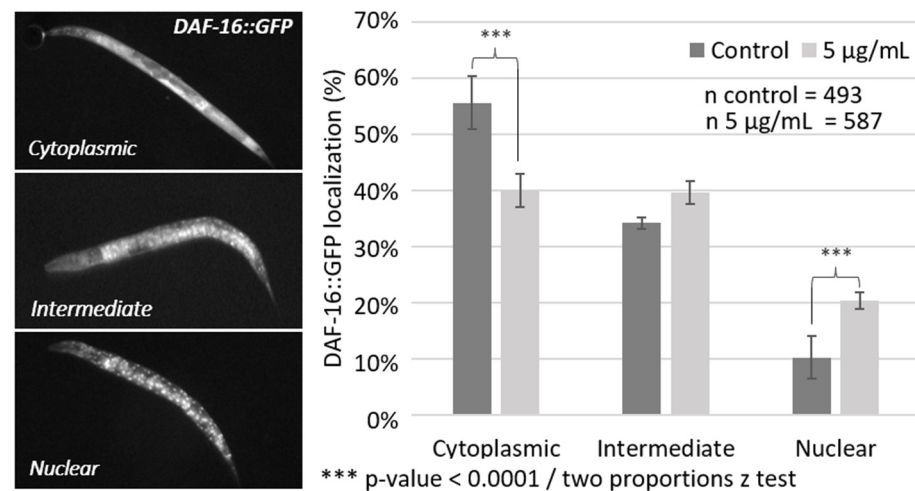 DAF-16::GFP
Cytoplasmic
Intermediate
Nuclear
DAF-16::GFP localization (%)
70%
60%
50%
40%
30%
20%
10%
0%
***
***
Control
5 µg/mL
n control = 493
n 5 µg/mL = 587
Cytoplasmic
Intermediate
Nuclear
*** p-value < 0.0001 / two proportions z test